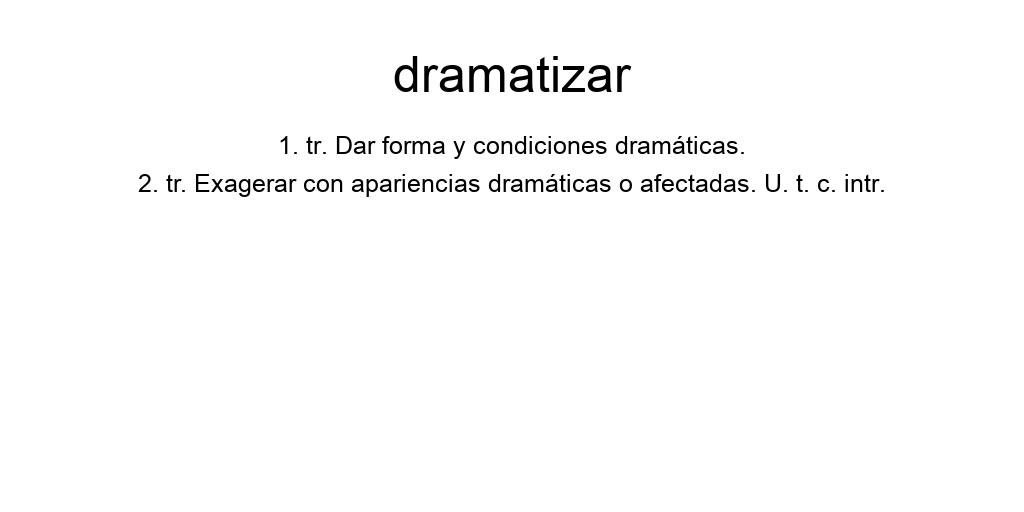 dramatizar
1. tr. Dar forma y condiciones dramáticas.
2. tr. Exagerar con apariencias dramáticas o afectadas. U. t. c. intr.